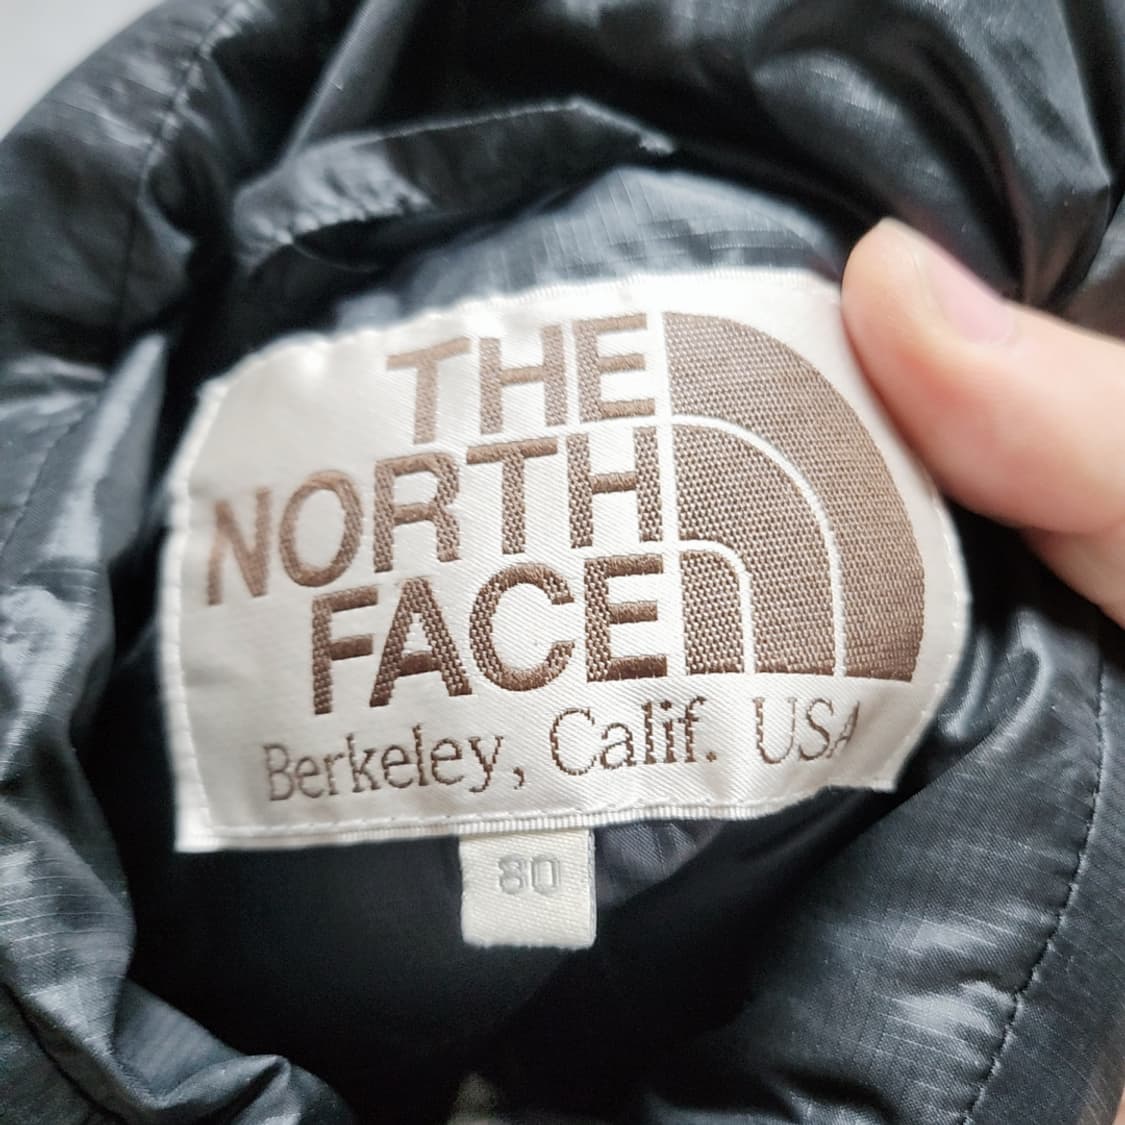 THE
NORTH
FACE
Berkeley, Calif. USA
80